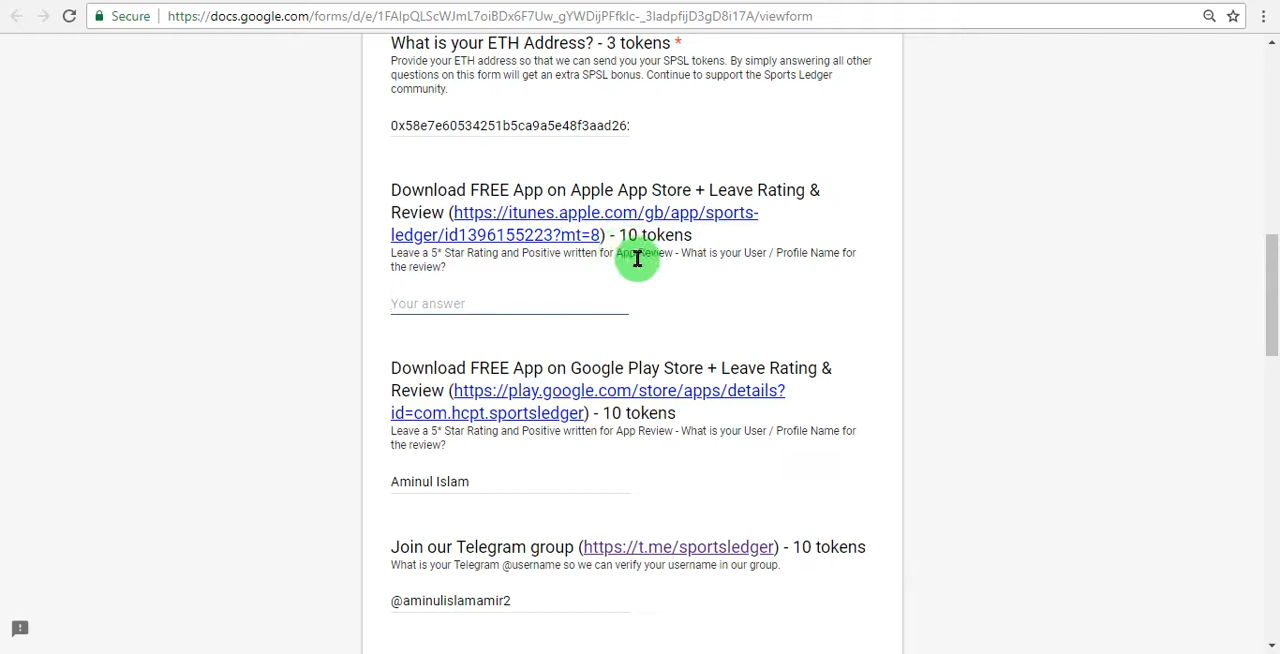 Secure
https://docs.google.com/forms/d/e/1FAIpQLScWJmL7oiBDx6F7Uw_gYWDijPFfkIc-_3IadpfijD3gD8i17A/viewform
What is your ETH Address? - 3 tokens *
Provide your ETH address so that we can send you your SPSL tokens. By simply answering all other
questions on this form will get an extra SPSL bonus. Continue to support the Sports Ledger
community.
0x58e7e60534251b5ca9a5e48f3aad26
Download FREE App on Apple App Store + Leave Rating &
Review (https://itunes.apple.com/gb/app/sports-
ledger/id1396155223?mt=8) - 10 tokens
Leave a 5* Star Rating and Positive written for App Review - What is your User / Profile Name for
the review?
Your answer
Download FREE App on Google Play Store + Leave Rating &
Review (https://play.google.com/store/apps/details?
id=com.hcpt.sportsledger) - 10 tokens
Leave a 5* Star Rating and Positive written for App Review - What is your User / Profile Name for
the review?
Aminul Islam
Join our Telegram group (https://t.me/sportsledger) - 10 tokens
What is your Telegram @username so we can verify your username in our group.
@aminulislamamir2